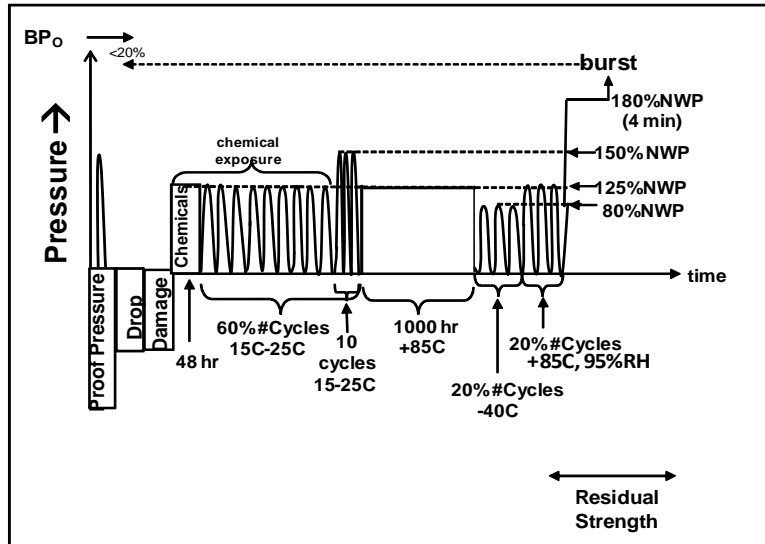 BPO
<20%
burst
180%NWP
(4 min)
Pressure →
chemical
exposure
150%NWP
125%NWP
80%NWP
Chemicals
time
Proof Pressure
Drop
Damage
48 hr
60%#Cycles
15C-25C
10
cycles
15-25C
1000 hr
+85C
20%#Cycles
-40C
20%#Cycles
+85C, 95%RH
Residual
Strength